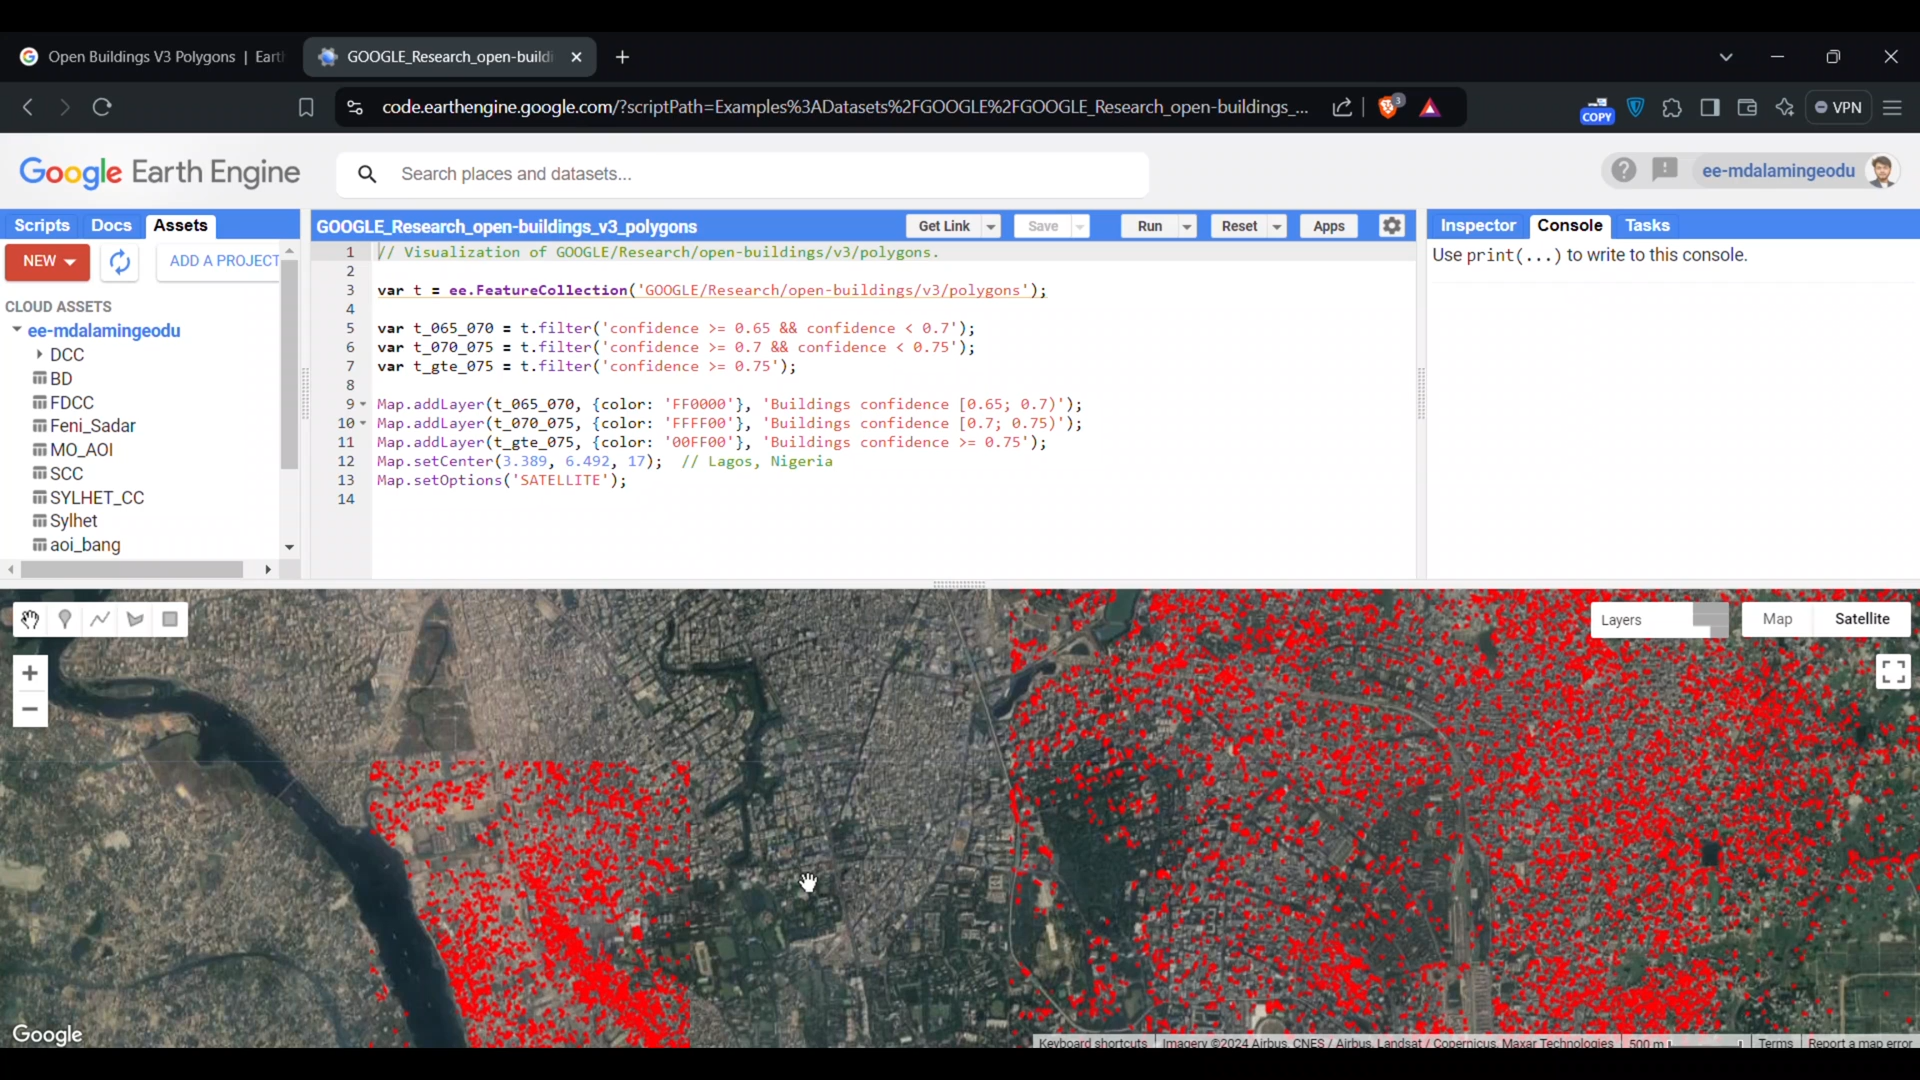 Open Buildings V3 Polygons | Eart
GOOGLE_Research_open-buildi
code.earthengine.google.com/?scriptPath=Examples%3ADatasets%2FGOOGLE%2FGOOGLE_Research_open-buildings_...
3
COPY
VPN
Google Earth Engine
Search places and datasets...
ee-mdalamingeodu
Scripts
Docs
Assets
NEW
ADD A PROJECT
CLOUD ASSETS
ee-mdalamingeodu
DCC
BD
FDCC
Feni_Sadar
MO_AOI
SCC
SYLHET_CC
Sylhet
aoi_bang
GOOGLE_Research_open-buildings_v3_polygons
Get Link
Save
Run
Reset
Apps
1 // Visualization of GOOGLE/Research/open-buildings/v3/polygons.
2
3 var t = ee.FeatureCollection('GOOGLE/Research/open-buildings/v3/polygons');
4
5 var t_065_070 = t.filter('confidence >= 0.65 && confidence < 0.7');
6 var t_070_075 = t.filter('confidence >= 0.7 && confidence < 0.75');
7 var t_gte_075 = t.filter('confidence >= 0.75');
8
9 Map.addLayer(t_065_070, {color: 'FF0000'}, 'Buildings confidence [0.65; 0.7)');
10 Map.addLayer(t_070_075, {color: 'FFFF00'}, 'Buildings confidence [0.7; 0.75)');
11 Map.addLayer(t_gte_075, {color: '00FF00'}, 'Buildings confidence >= 0.75');
12 Map.setCenter(3.389, 6.492, 17);  // Lagos, Nigeria
13 Map.setOptions('SATELLITE');
14
Inspector
Console
Tasks
Use print(...) to write to this console.
Layers
Map
Satellite
Google
Keyboard shortcuts
Imagery ©2024 Airbus, CNES / Airbus, Landsat / Copernicus, Maxar Technologies
500 m
Terms
Report a map error